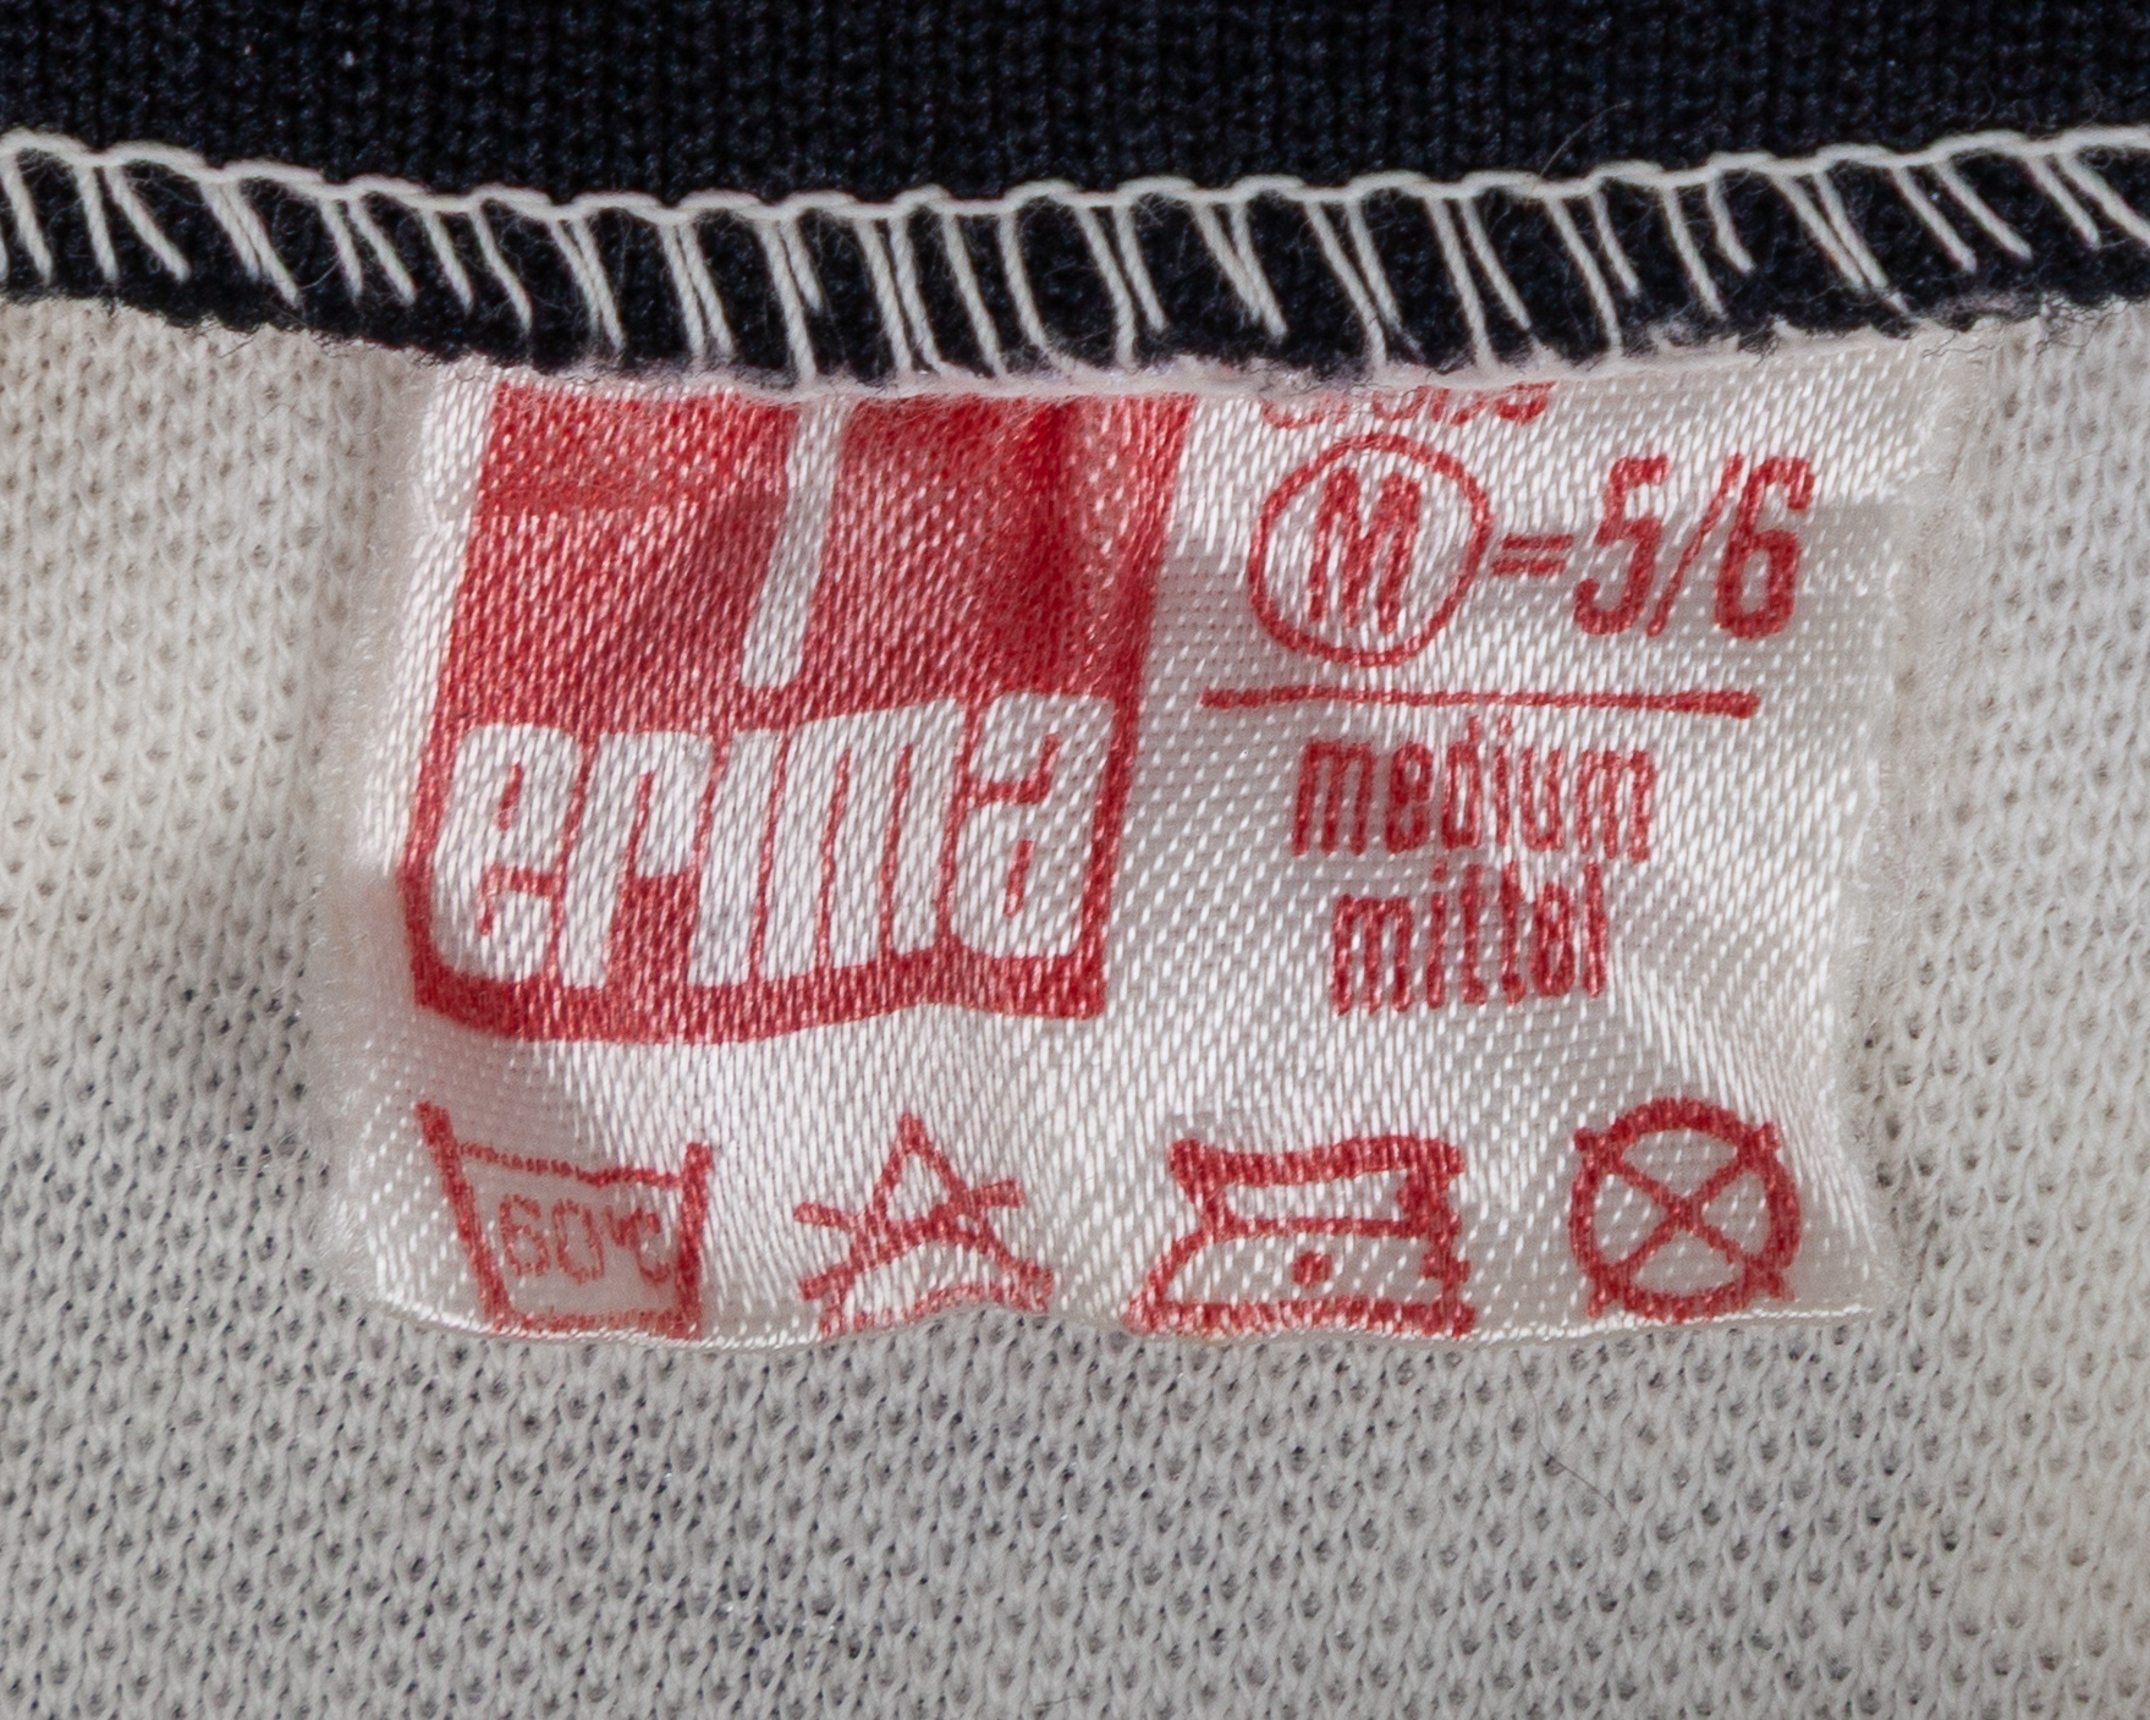 erima
M=5/6
medium
mittel
60°C